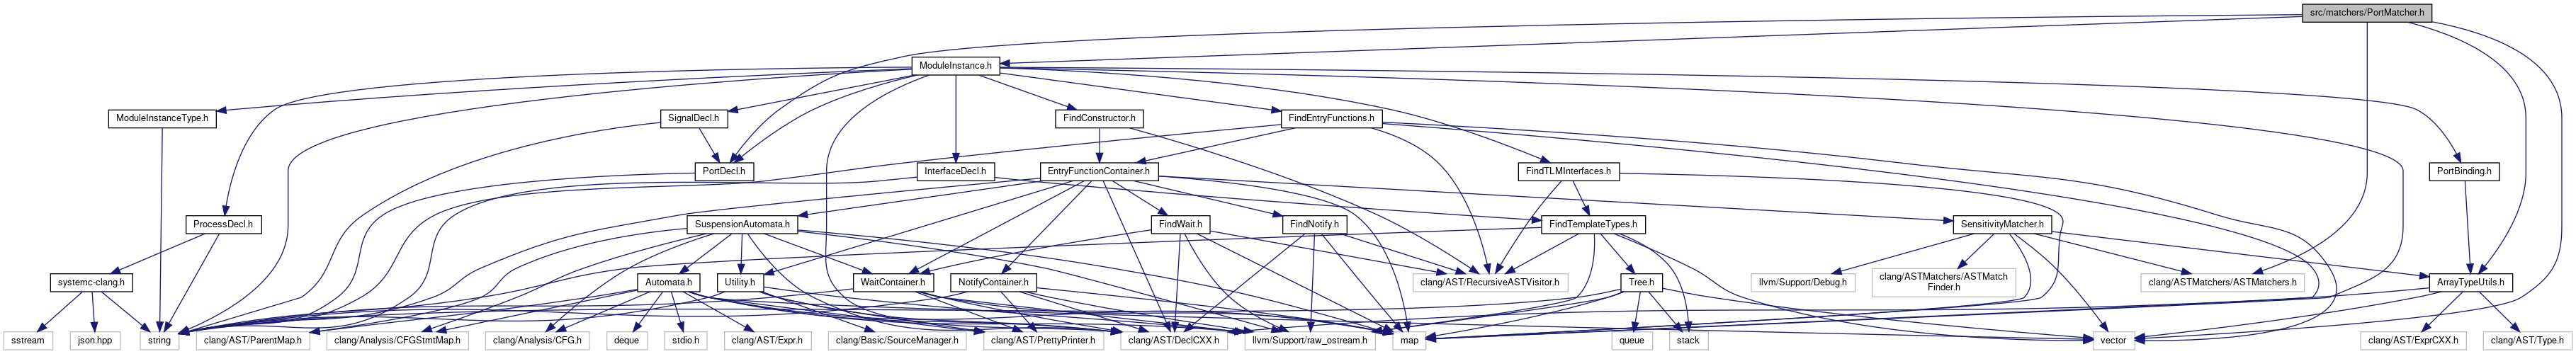 src/matchers/PortMatcher.h
ModuleInstance.h
ModuleInstanceType.h
SignalDecl.h
FindConstructor.h
FindEntryFunctions.h
PortDecl.h
InterfaceDecl.h
EntryFunctionContainer.h
FindTLMInterfaces.h
PortBinding.h
ProcessDecl.h
SuspensionAutomata.h
FindWait.h
FindNotify.h
FindTemplateTypes.h
SensitivityMatcher.h
systemc-clang.h
Automata.h
Utility.h
WaitContainer.h
NotifyContainer.h
clang/AST/RecursiveASTVisitor.h
Tree.h
llvm/Support/Debug.h
clang/ASTMatchers/ASTMatch
Finder.h
clang/ASTMatchers/ASTMatchers.h
ArrayTypeUtils.h
sstream
json.hpp
string
clang/AST/ParentMap.h
clang/Analysis/CFGStmtMap.h
clang/Analysis/CFG.h
deque
stdio.h
clang/AST/Expr.h
clang/Basic/SourceManager.h
clang/AST/PrettyPrinter.h
clang/AST/DeclCXX.h
llvm/Support/raw_ostream.h
map
queue
stack
vector
clang/AST/ExprCXX.h
clang/AST/Type.h